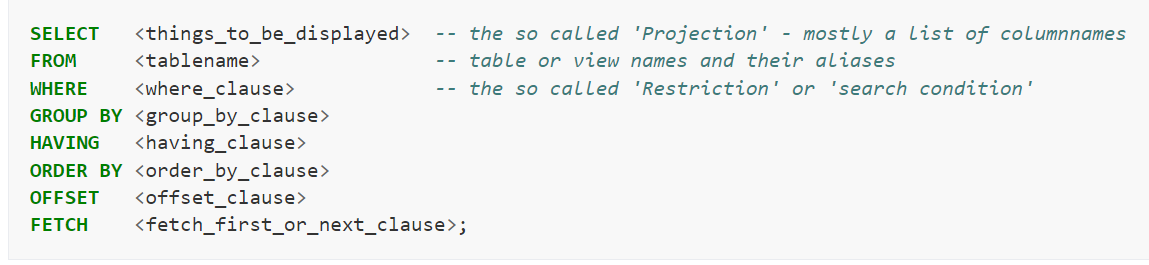 SELECT   <things_to_be_displayed>  -- the so called 'Projection' - mostly a list of columnnames
FROM     <tablename>               -- table or view names and their aliases
WHERE    <where_clause>            -- the so called 'Restriction' or 'search condition'
GROUP BY <group_by_clause>
HAVING   <having_clause>
ORDER BY <order_by_clause>
OFFSET   <offset_clause>
FETCH    <fetch_first_or_next_clause>;